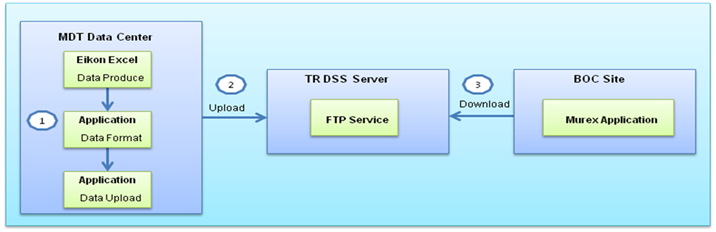 MDT Data Center
Eikon Excel
Data Produce
1
Application
Data Format
Application
Data Upload
2
Upload
TR DSS Server
FTP Service
3
Download
BOC Site
Murex Application